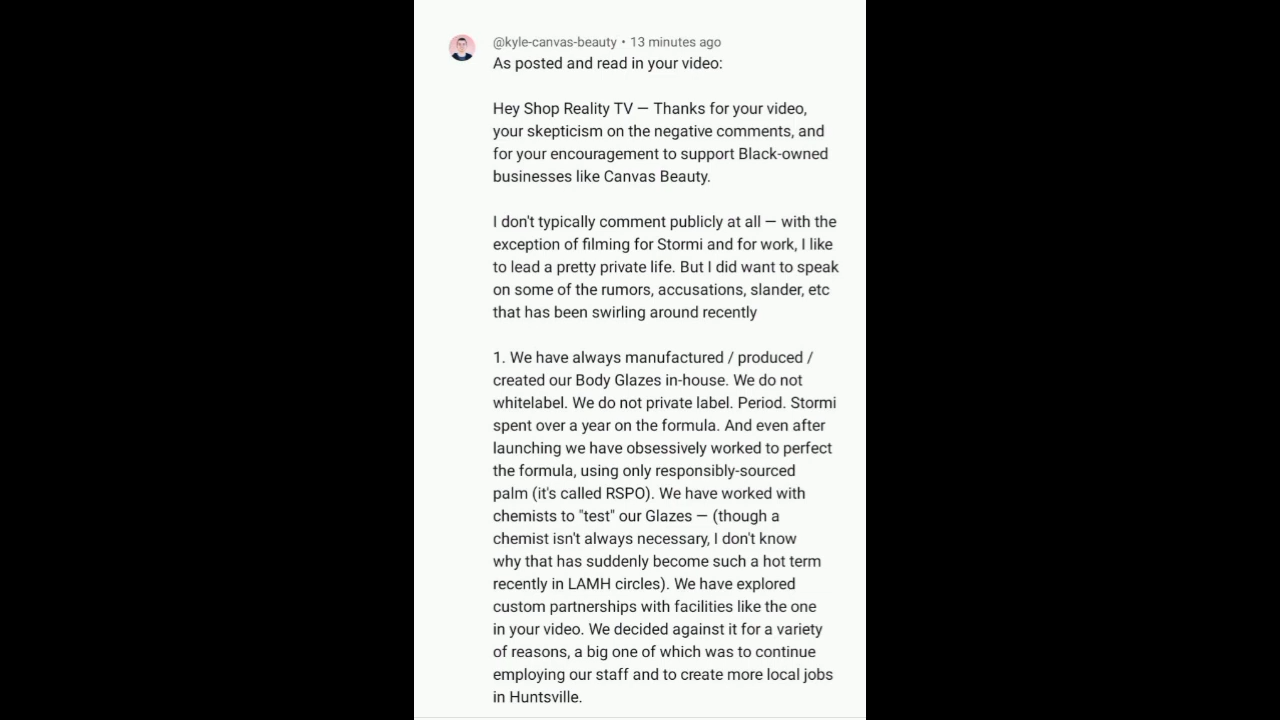 @kyle-canvas-beauty • 13 minutes ago
As posted and read in your video:
Hey Shop Reality TV — Thanks for your video,
your skepticism on the negative comments, and
for your encouragement to support Black-owned
businesses like Canvas Beauty.
I don't typically comment publicly at all — with the
exception of filming for Stormi and for work, I like
to lead a pretty private life. But I did want to speak
on some of the rumors, accusations, slander, etc
that has been swirling around recently
1. We have always manufactured / produced /
created our Body Glazes in-house. We do not
whitelabel. We do not private label. Period. Stormi
spent over a year on the formula. And even after
launching we have obsessively worked to perfect
the formula, using only responsibly-sourced
palm (it's called RSPO). We have worked with
chemists to "test" our Glazes — (though a
chemist isn't always necessary, I don't know
why that has suddenly become such a hot term
recently in LAMH circles). We have explored
custom partnerships with facilities like the one
in your video. We decided against it for a variety
of reasons, a big one of which was to continue
employing our staff and to create more local jobs
in Huntsville.